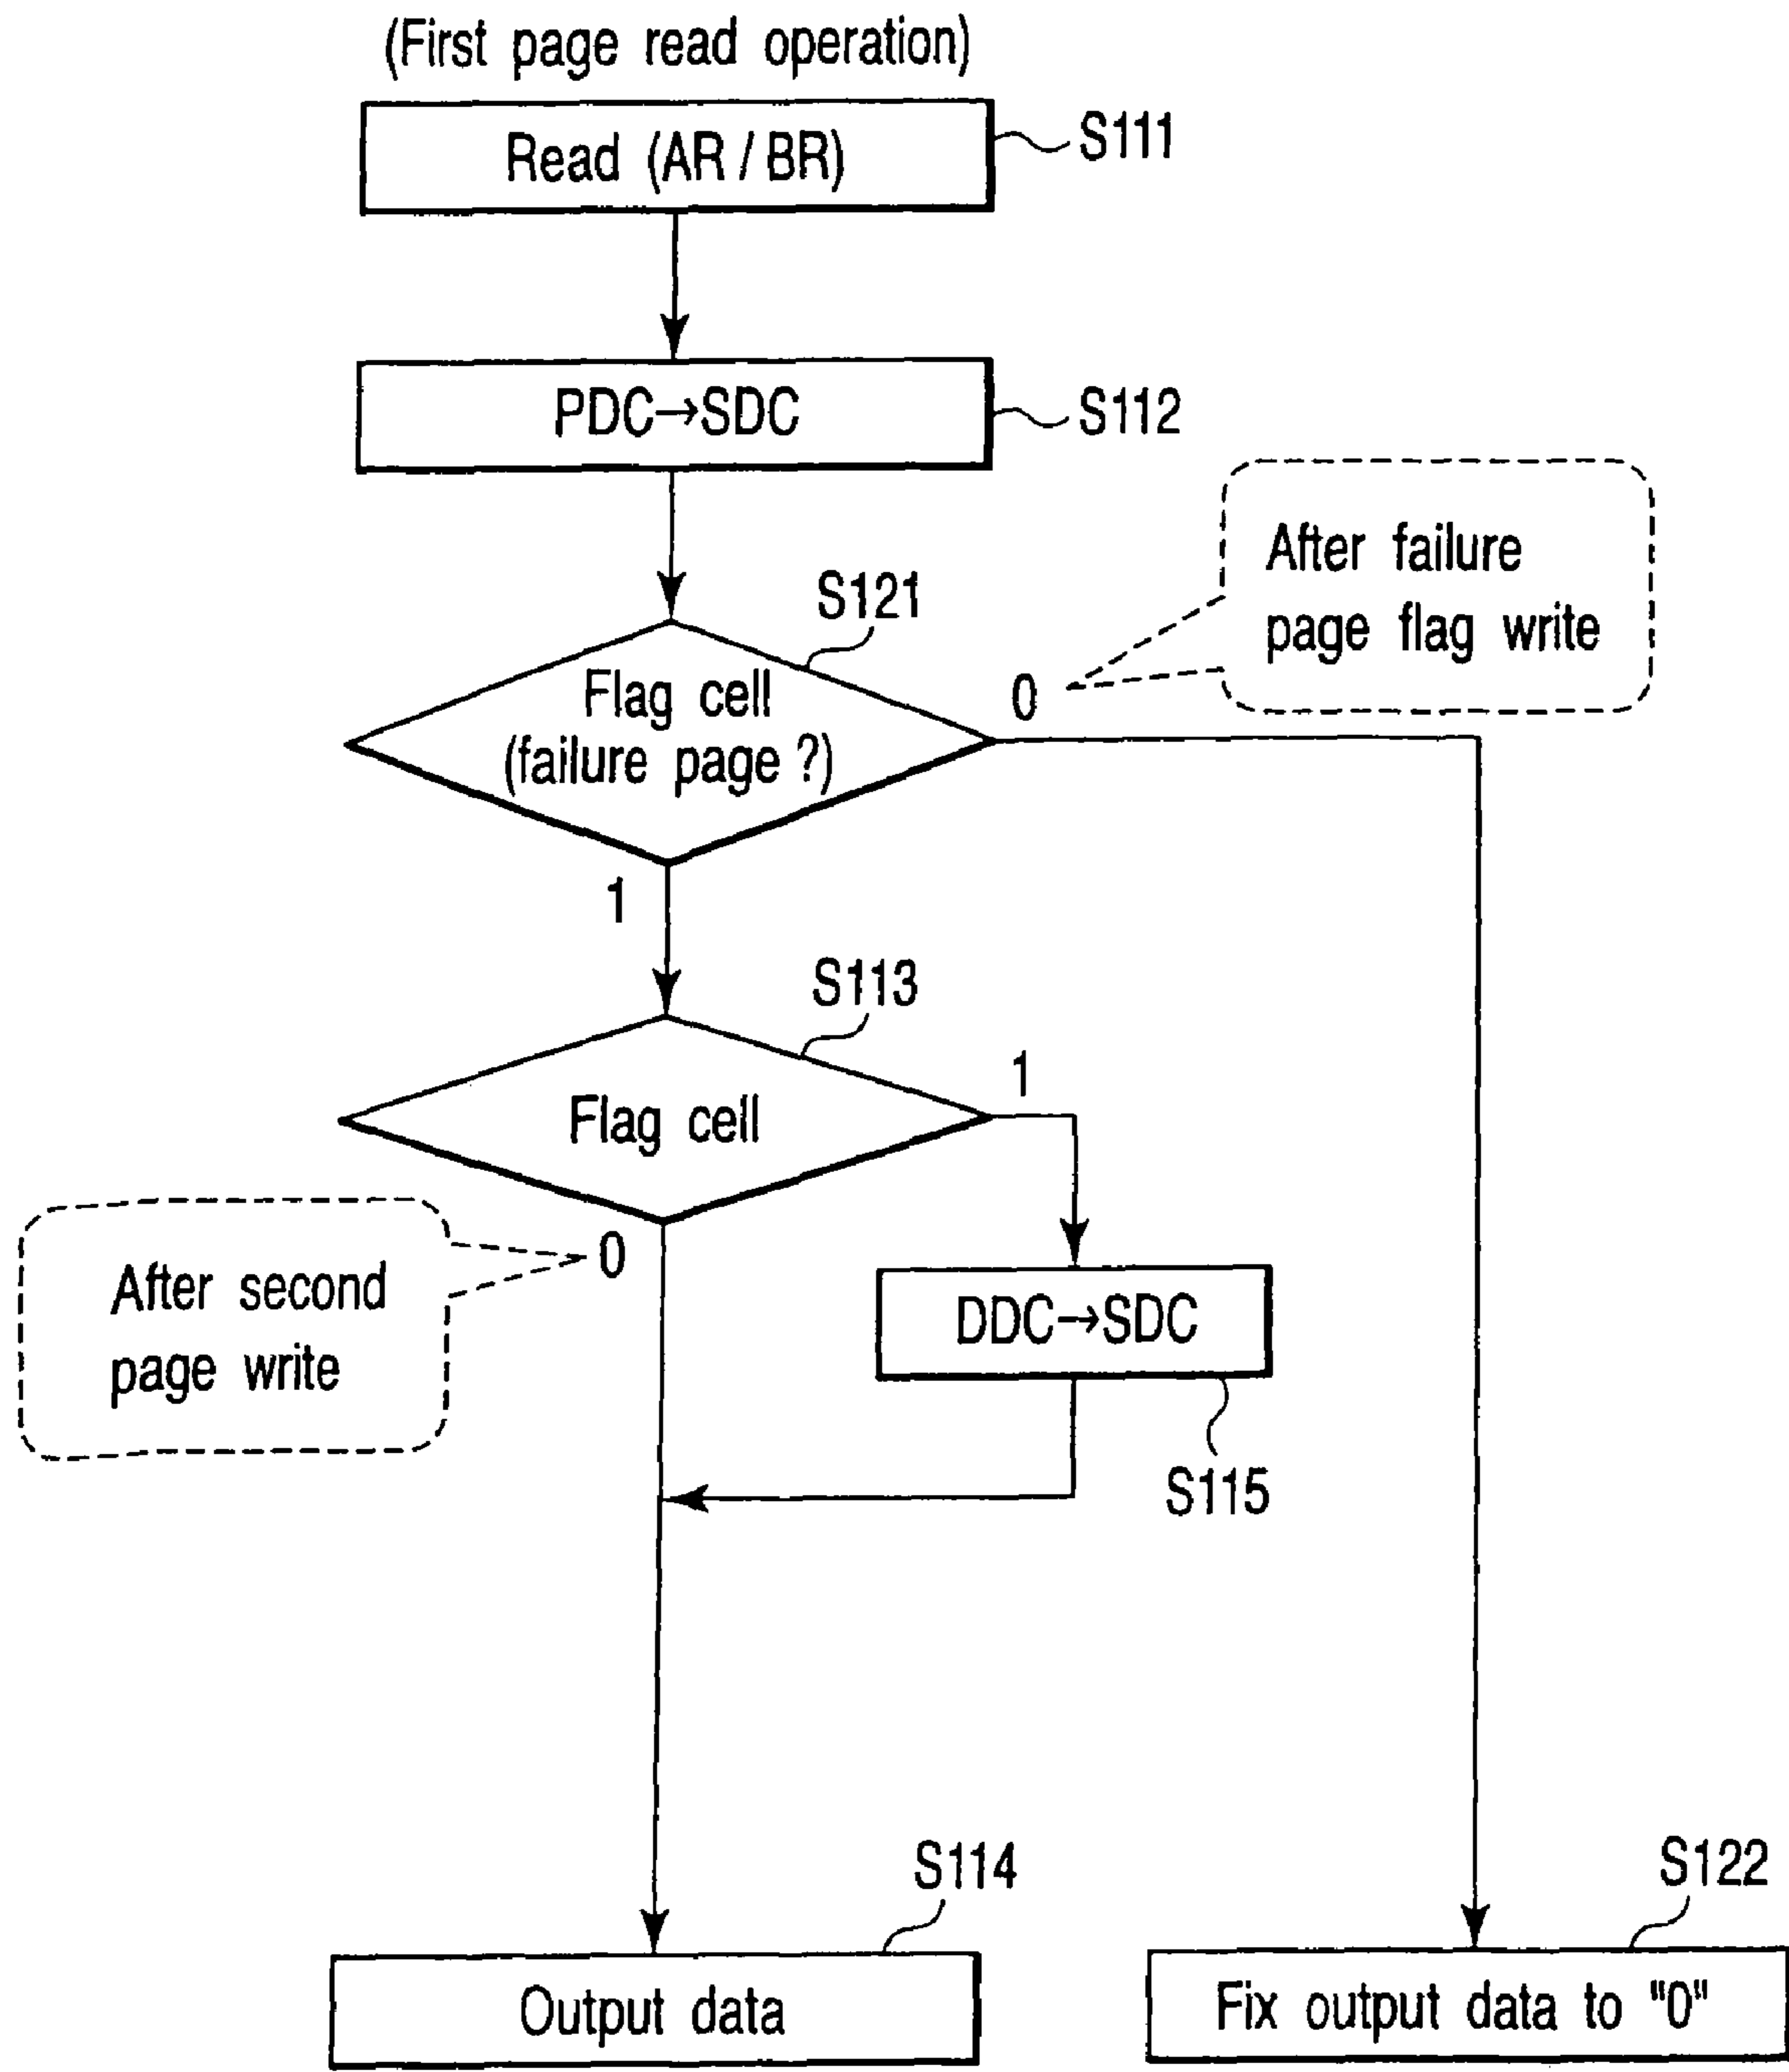 (First page read operation)
Read (AR / BR)
S111
PDC→SDC
S112
After failure
page flag write
S121
Flag cell
(failure page ?)
0
1
S113
Flag cell
1
0
After second
page write
DDC→SDC
S115
S114
Output data
S122
Fix output data to "0"